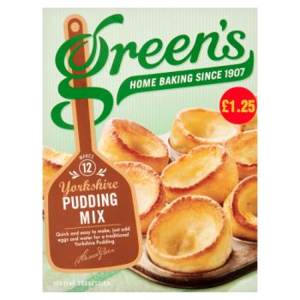 green's
HOME BAKING SINCE 1907
£1.25
MAKES
12
Yorkshire
PUDDING
MIX
Quick and easy to make, just add
eggs and water for a traditional
Yorkshire Pudding